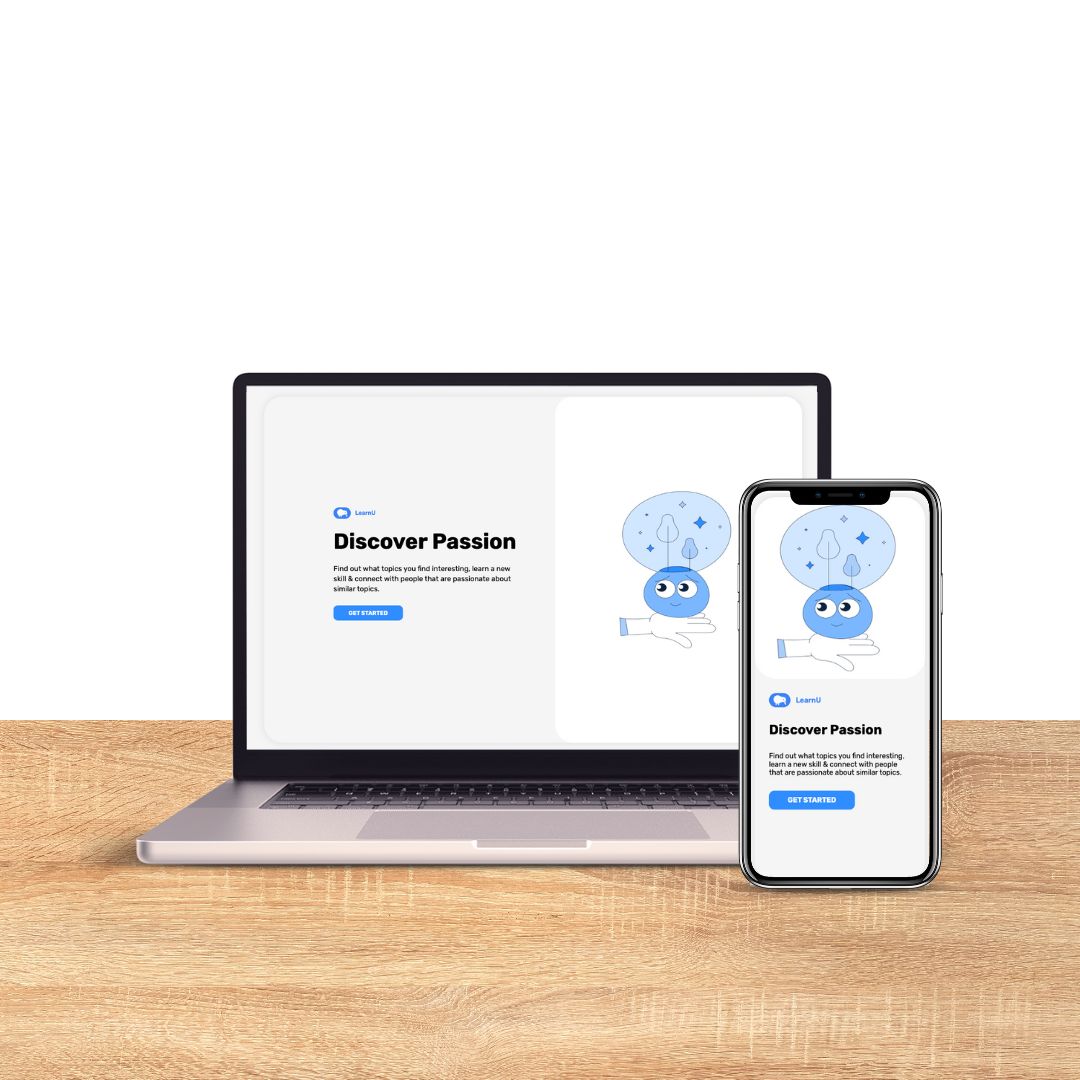 LearnU
Discover Passion
Find out what topics you find interesting, learn a new
skill & connect with people that are passionate about
similar topics.
GET STARTED
LearnU
Discover Passion
Find out what topics you find interesting,
learn a new skill & connect with people
that are passionate about similar topics.
GET STARTED